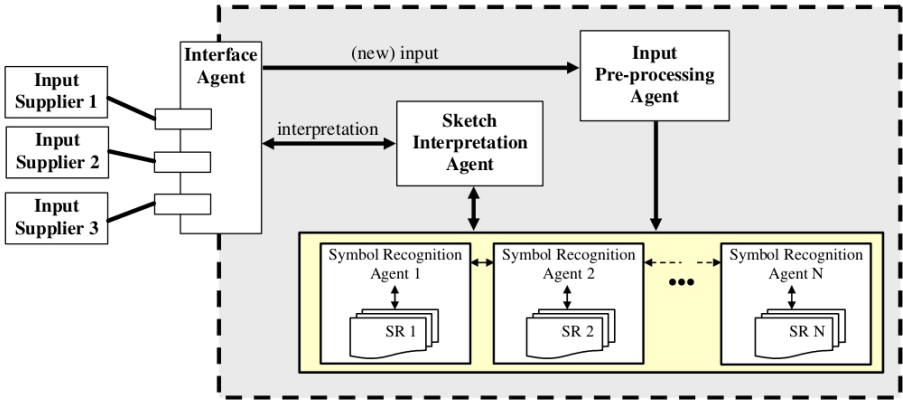 Input
Supplier 1
Input
Supplier 2
Input
Supplier 3
Interface
Agent
(new) input
interpretation
Input
Pre-processing
Agent
Sketch
Interpretation
Agent
Symbol Recognition
Agent 1
SR 1
Symbol Recognition
Agent 2
SR 2
Symbol Recognition
Agent N
SR N